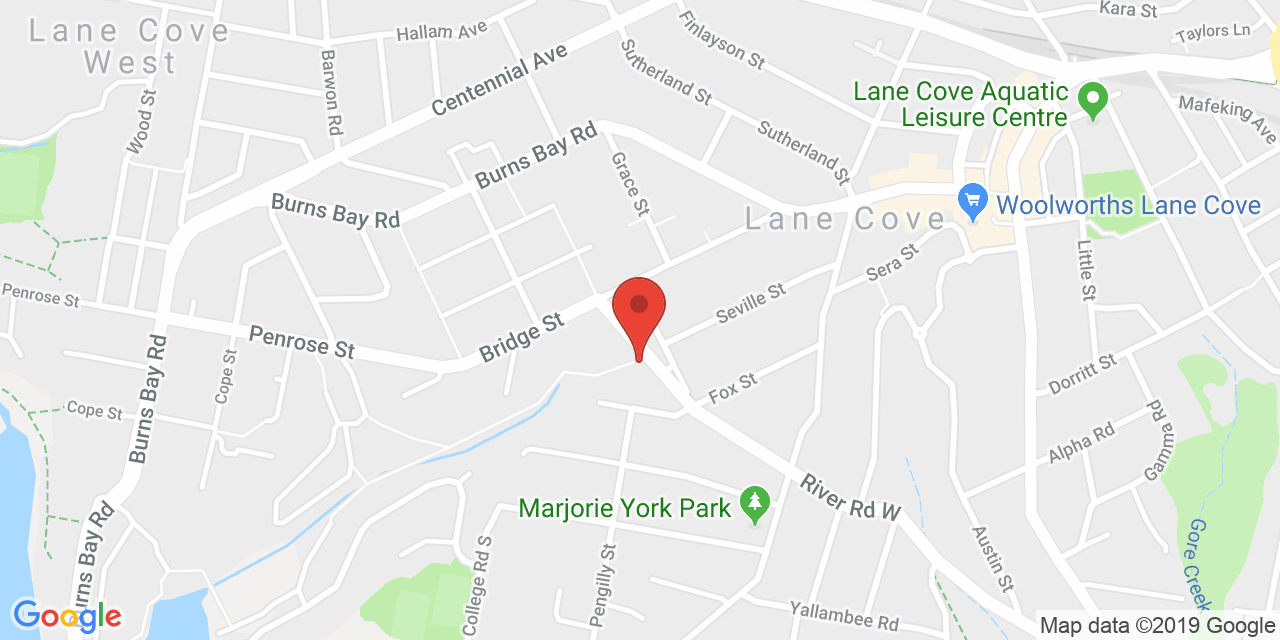 Lane Cove
West
Hallam Ave
Kara St
Taylors Ln
Finlayson St
Centennial Ave
Barwon Rd
Sutherland St
Wood St
Lane Cove Aquatic
Leisure Centre
Mafeking Ave
Burns Bay Rd
Sutherland St
Grace St
Burns Bay Rd
Lane Cove
Woolworths Lane Cove
Sera St
Little St
Penrose St
Seville St
Penrose St
Bridge St
Burns Bay Rd
Cope St
Fox St
Dorritt St
Cope St
Gamma Rd
Alpha Rd
River Rd W
Marjorie York Park
Burns Bay Rd
College Rd S
Pengilly St
Austin St
Gore Creek
Yallambee Rd
Google
Map data ©2019 Google